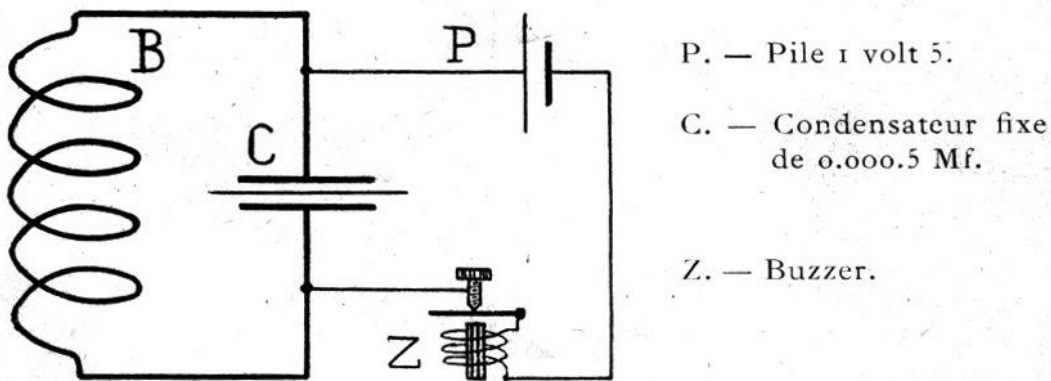 B
P
C
Z
P. — Pile 1 volt 5.
C. — Condensateur fixe
de 0.000.5 Mf.
Z. — Buzzer.